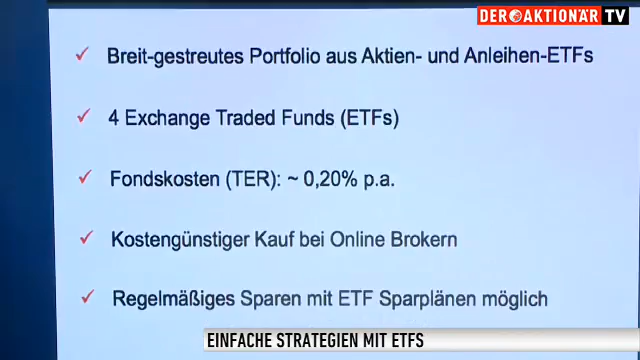 DER AKTIONÄR TV
Breit-gestreutes Portfolio aus Aktien- und Anleihen-ETFs
4 Exchange Traded Funds (ETFs)
Fondskosten (TER): ~ 0,20% p.a.
Kostengünstiger Kauf bei Online Brokern
Regelmäßiges Sparen mit ETF Sparplänen möglich
EINFACHE STRATEGIEN MIT ETFS